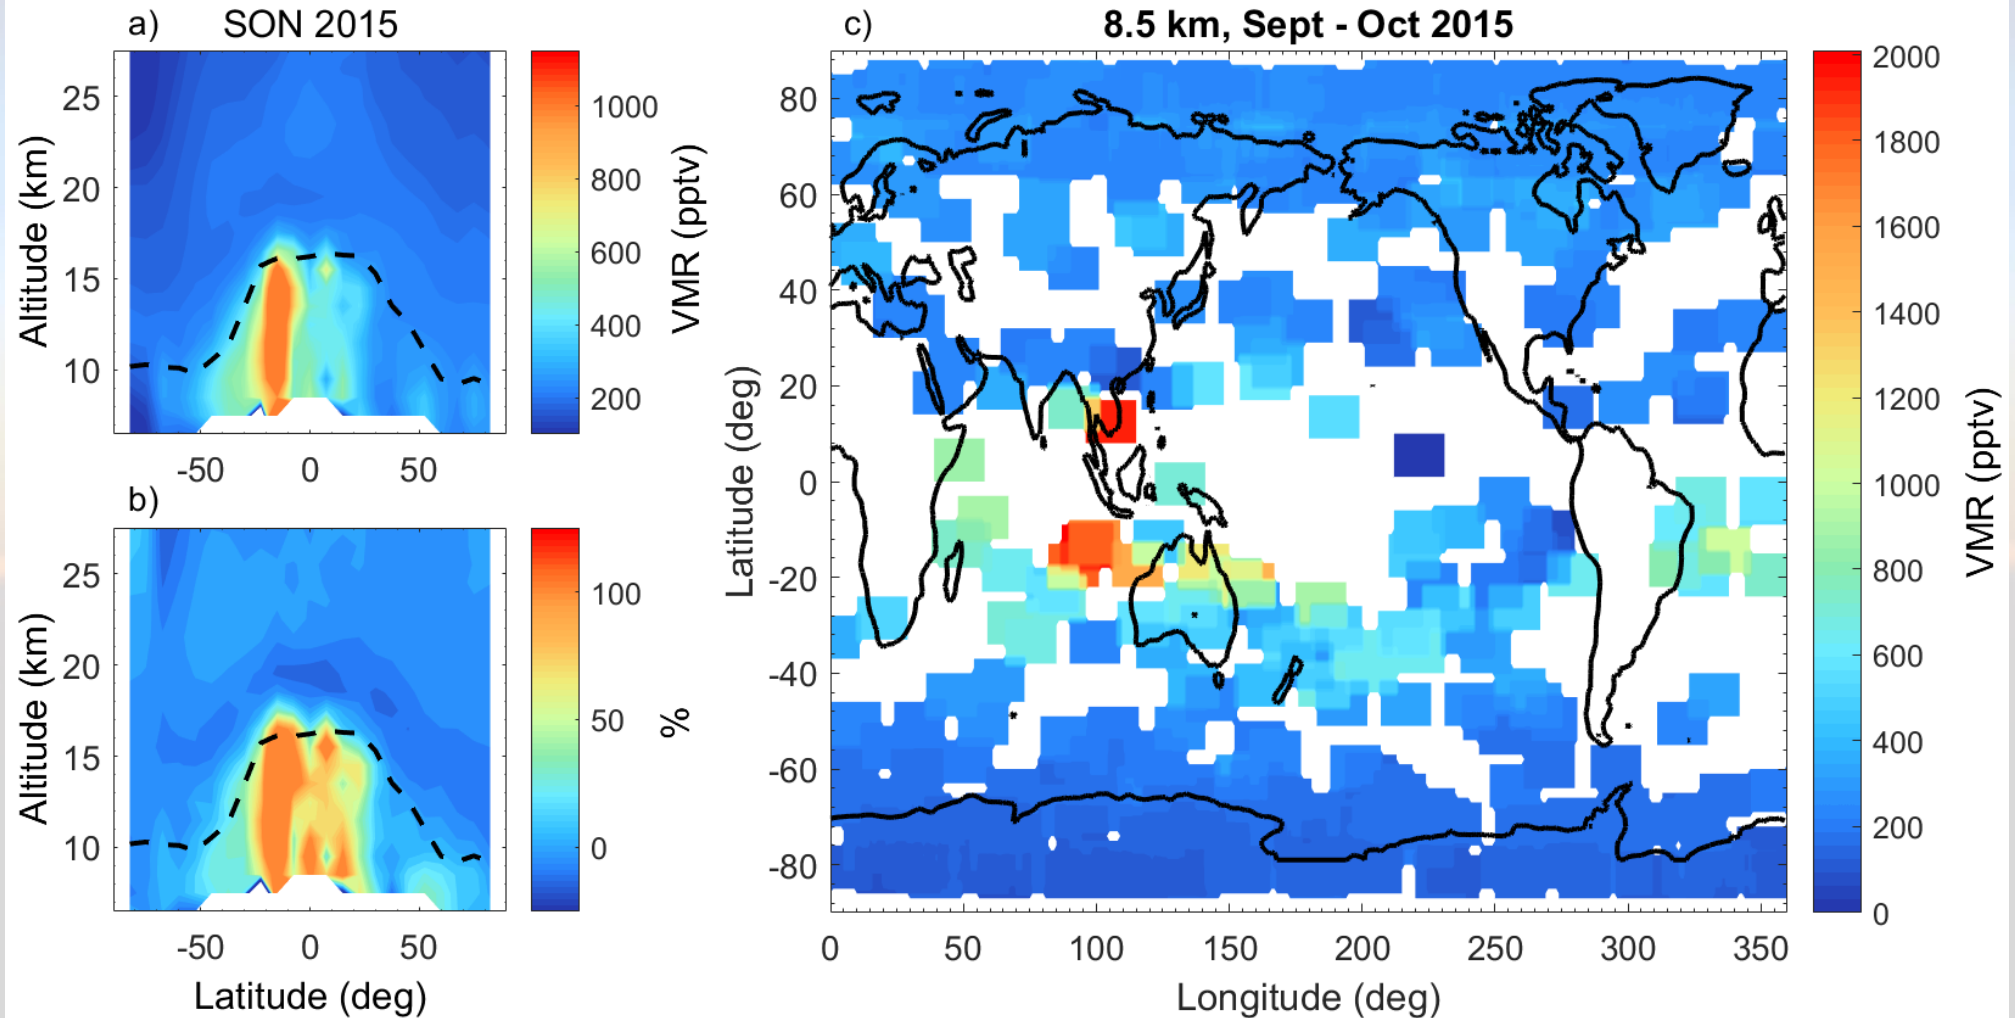 a) SON 2015
25
20
15
10
Altitude (km)
-50 0 50
1000
800
600
400
200
VMR (pptv)
b)
25
20
15
10
Altitude (km)
-50 0 50
Latitude (deg)
100
50
0
%
c) 8.5 km, Sept - Oct 2015
80
60
40
20
0
-20
-40
-60
-80
Latitude (deg)
0 50 100 150 200 250 300 350
Longitude (deg)
2000
1800
1600
1400
1200
1000
800
600
400
200
0
VMR (pptv)